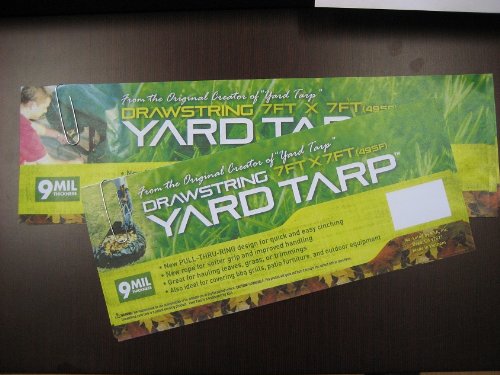 From the Original Creator of "Yard Tarp"
DRAWSTRING 7FT X 7FT (49SF)
YARD TARP
9 MIL
THICKNESS
From the Original Creator of "Yard Tarp"
DRAWSTRING 7FT X 7FT (49SF)
YARD TARP™
• New PULL-THRU-RING design for quick and easy cinching
• New rope for softer grip and improved handling
• Great for hauling leaves, grass, or trimmings
• Also ideal for covering bbq grills, patio furniture, and outdoor equipment
9 MIL
THICKNESS